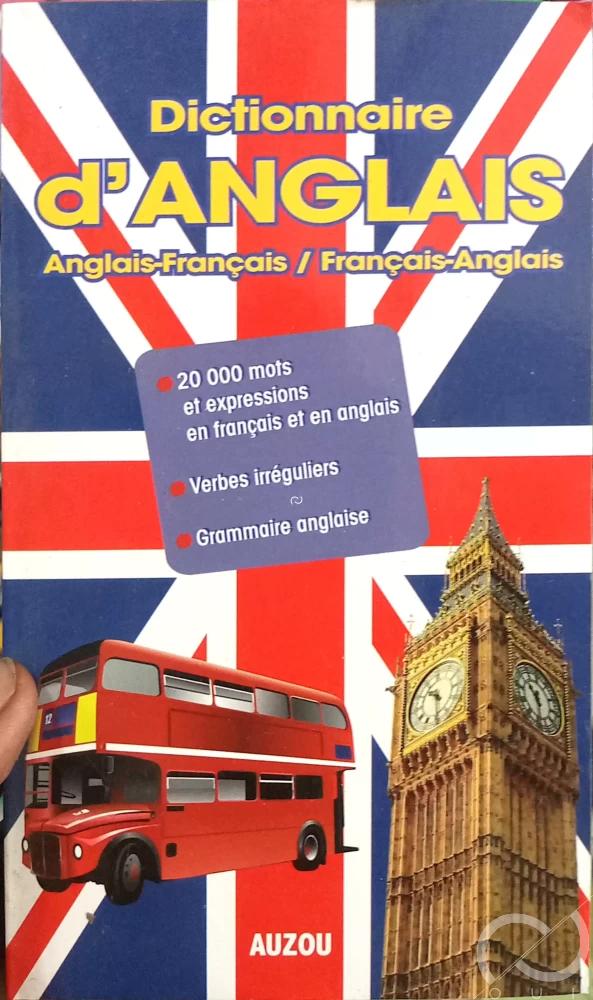 Dictionnaire
d'ANGLAIS
Anglais-Français / Français-Anglais
20 000 mots
et expressions
en français et en anglais
Verbes irréguliers
Grammaire anglaise
12
AUZOU